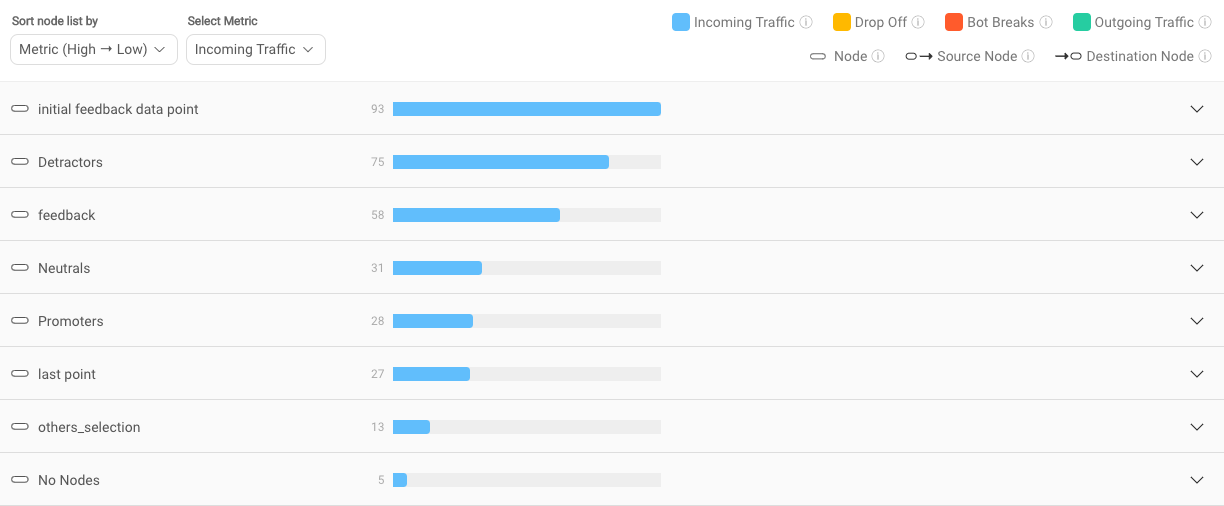 Sort node list by
Select Metric
Metric (High → Low)
Incoming Traffic
Incoming Traffic
Drop Off
Bot Breaks
Outgoing Traffic
Node
Source Node
Destination Node
initial feedback data point 93
Detractors 75
feedback 58
Neutrals 31
Promoters 28
last point 27
others_selection 13
No Nodes 5